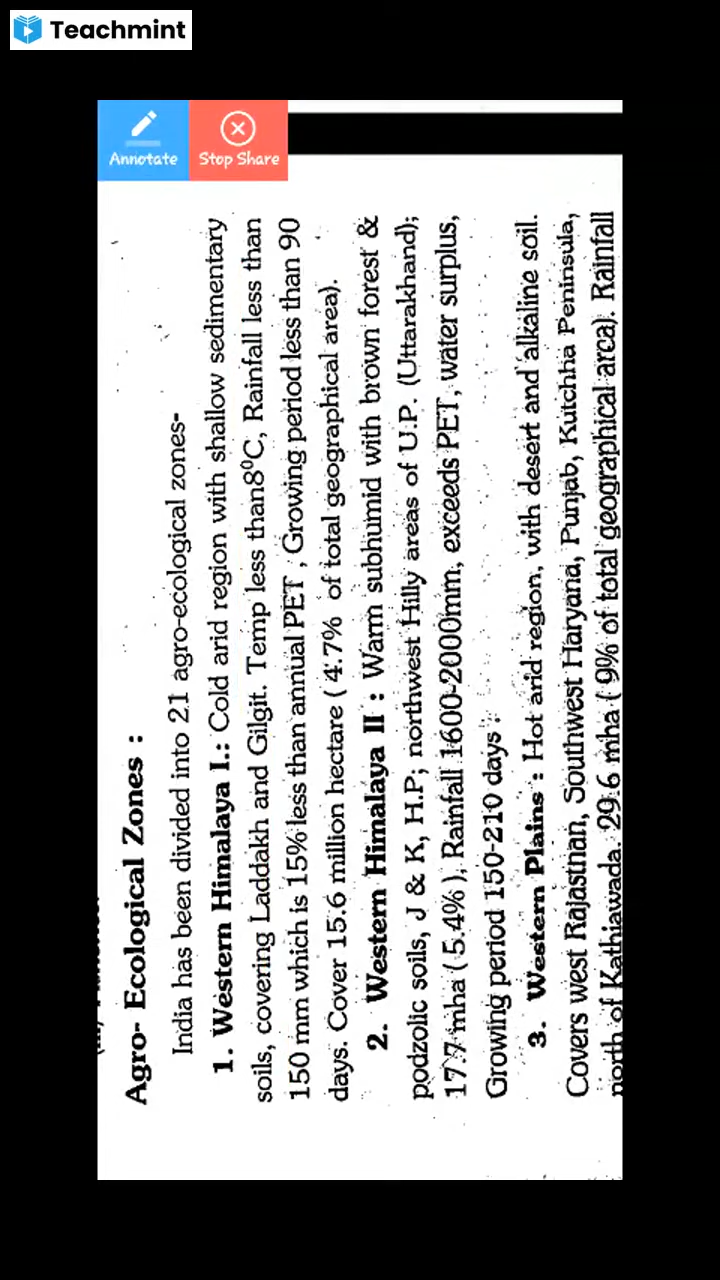 Teachmint
Annotate
Stop Share
Agro- Ecological Zones :
India has been divided into 21 agro-ecological zones-
1. Western Himalaya I.: Cold arid region with shallow sedimentary
soils, covering Laddakh and Gilgit. Temp less than8⁰C, Rainfall less than
150 mm which is 15% less than annual PET , Growing period less than 90
days. Cover 15.6 million hectare ( 4.7% of total geographical area).
2. Western Himalaya II : Warm subhumid with brown forest &
podzolic soils, J & K, H.P; northwest Hilly areas of U.P. (Uttarakhand);
17.7 mha ( 5.4% ), Rainfall 1600-2000mm, exceeds PET, water surplus,
Growing period 150-210 days .
3. Western Plains : Hot arid region, with desert and alkaline soil.
Covers west Rajasthan, Southwest Haryana, Punjab, Kutchha Peninsula,
north of Kathiawada. 29.6 mha ( 9% of total geographical area). Rainfall